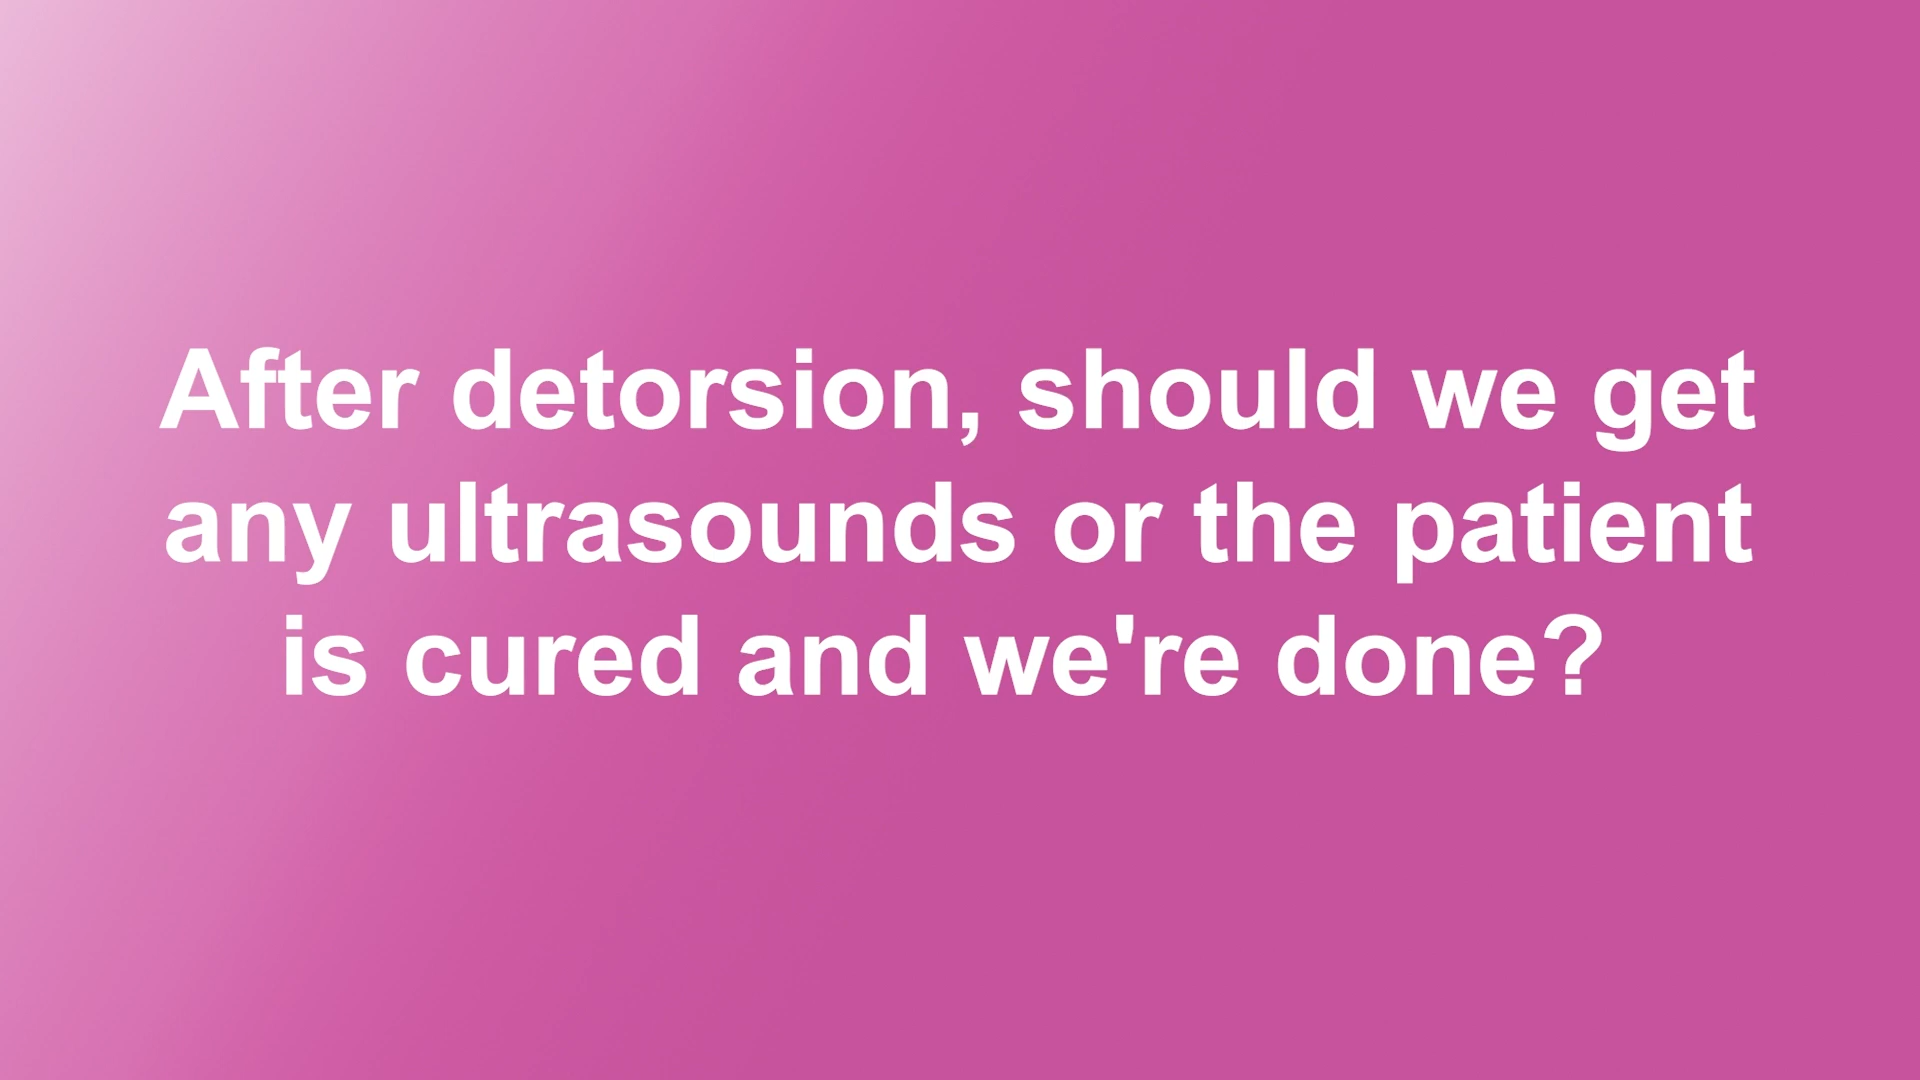 After detorsion, should we get
any ultrasounds or the patient
is cured and we're done?